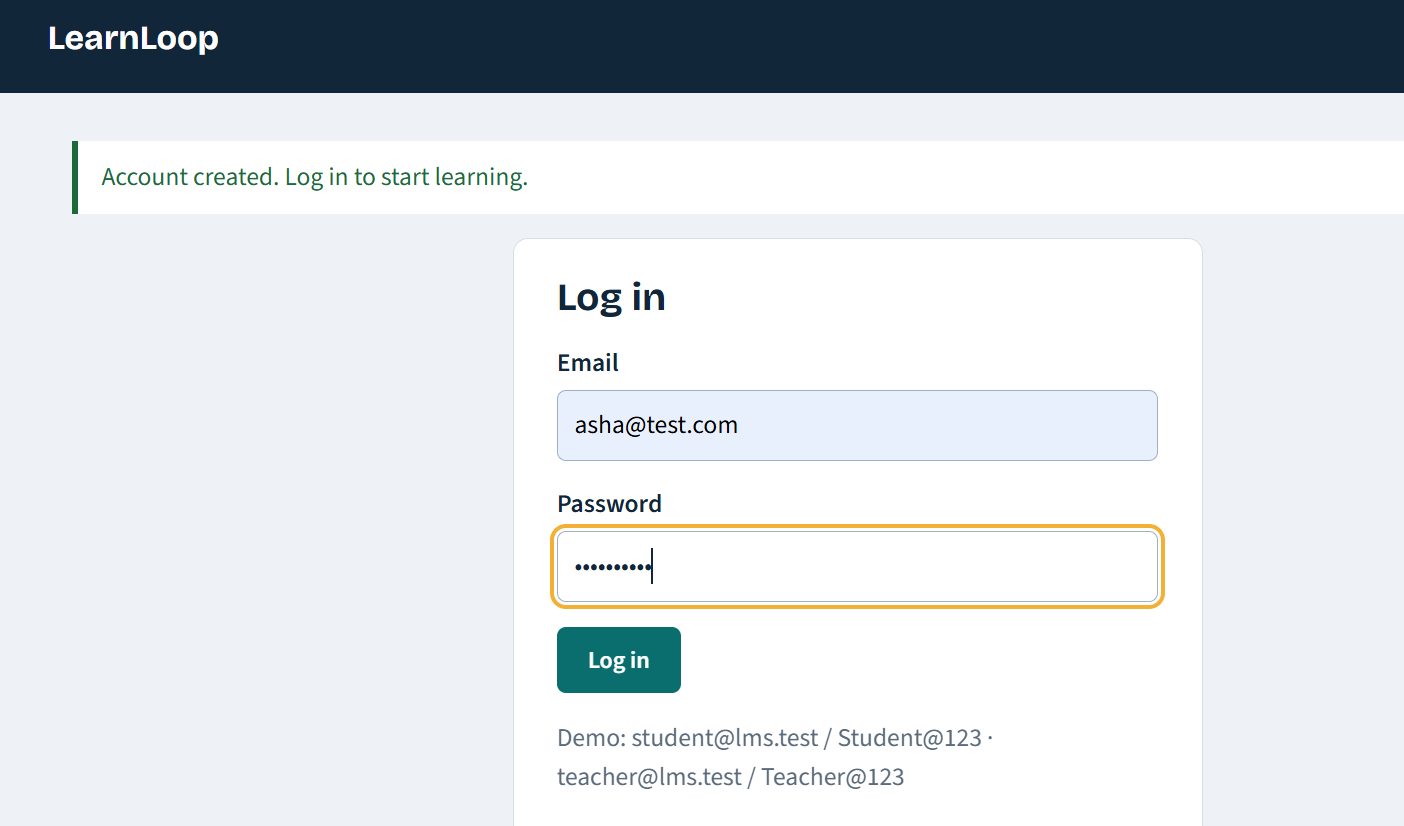 LearnLoop
Account created. Log in to start learning.
Log in
Email
asha@test.com
Password
••••••••••
Log in
Demo: student@lms.test / Student@123 ·
teacher@lms.test / Teacher@123